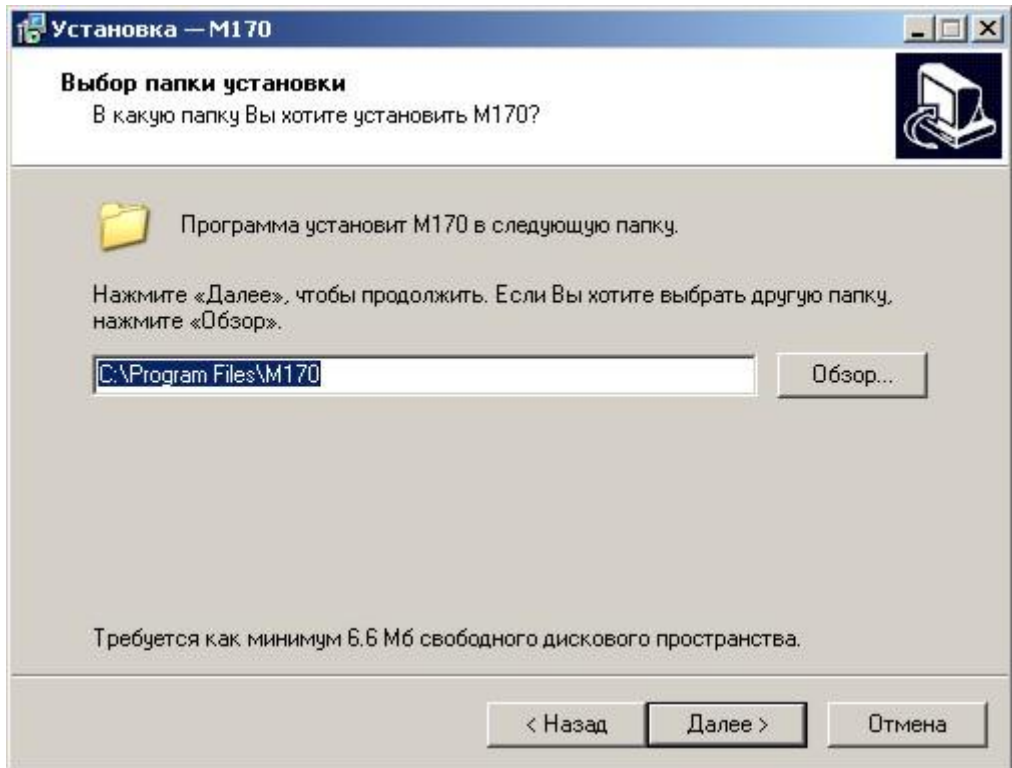 Установка — M170
Выбор папки установки
В какую папку Вы хотите установить M170?
Программа установит M170 в следующую папку.
Нажмите «Далее», чтобы продолжить. Если Вы хотите выбрать другую папку,
нажмите «Обзор».
C:\Program Files\M170
Обзор...
Требуется как минимум 6.6 Мб свободного дискового пространства.
< Назад
Далее >
Отмена